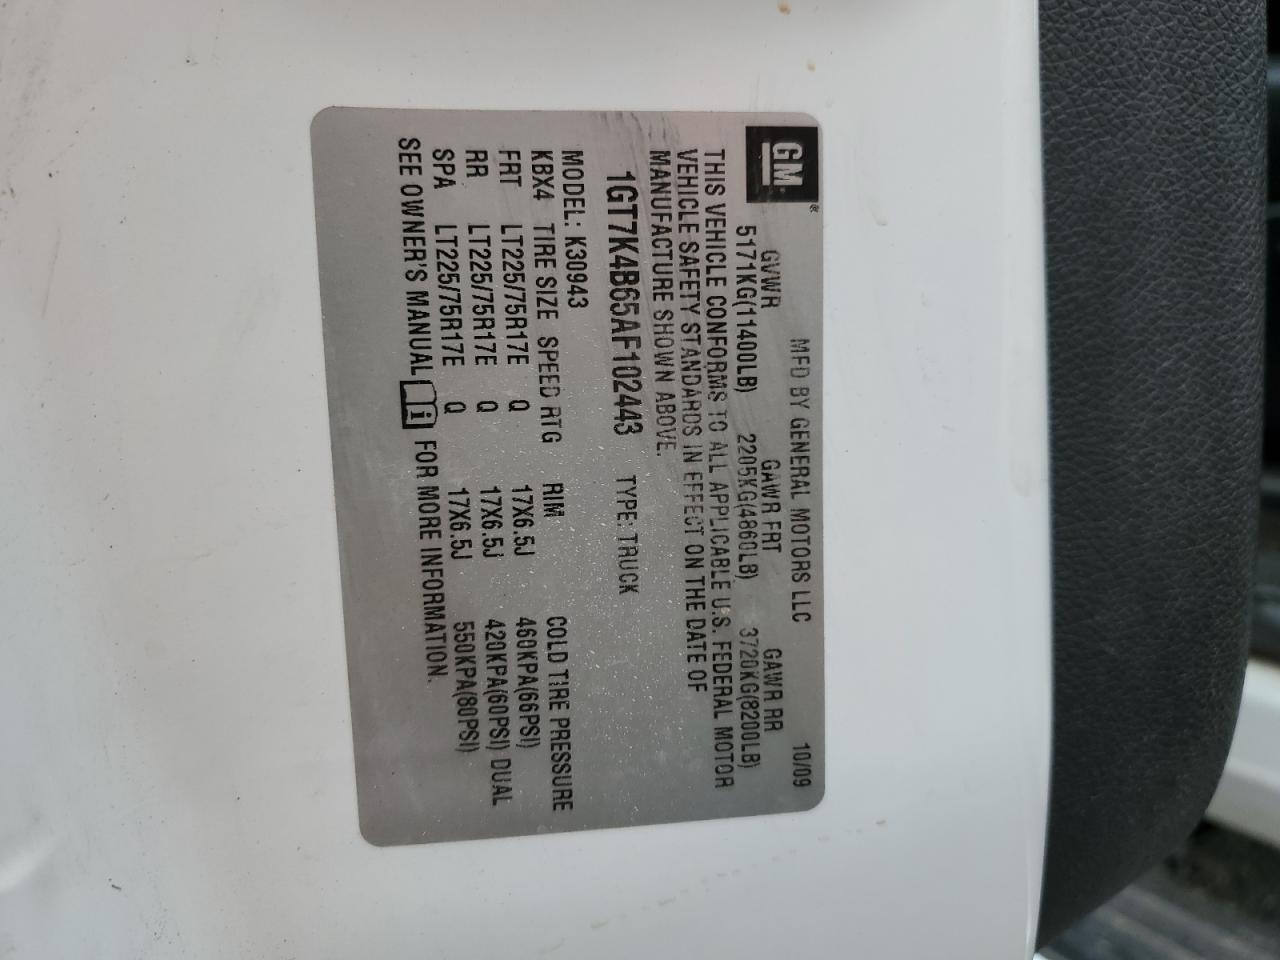 GM®
MFD BY GENERAL MOTORS LLC 10/09
GVWR GAWR FRT GAWR RR
5171KG(11400LB) 2205KG(4860LB) 3720KG(8200LB)
THIS VEHICLE CONFORMS TO ALL APPLICABLE U.S. FEDERAL MOTOR
VEHICLE SAFETY STANDARDS IN EFFECT ON THE DATE OF
MANUFACTURE SHOWN ABOVE.
1GT7K4B65AF102443 TYPE: TRUCK
MODEL: K30943
KBX4 TIRE SIZE SPEED RTG RIM COLD TIRE PRESSURE
FRT LT225/75R17E Q 17X6.5J 460KPA(66PSI)
RR LT225/75R17E Q 17X6.5J 420KPA(60PSI) DUAL
SPA LT225/75R17E Q 17X6.5J 550KPA(80PSI)
SEE OWNER'S MANUAL i FOR MORE INFORMATION.